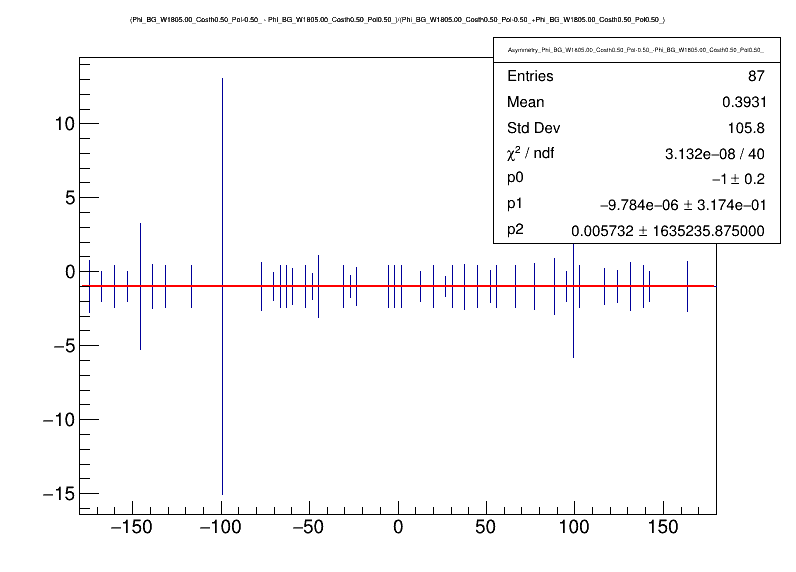 (Phi_BG_W1805.00_Costh0.50_Pol-0.50_ - Phi_BG_W1805.00_Costh0.50_Pol0.50_)/(Phi_BG_W1805.00_Costh0.50_Pol-0.50_+Phi_BG_W1805.00_Costh0.50_Pol0.50_)
Asymmetry_Phi_BG_W1805.00_Costh0.50_Pol-0.50_-Phi_BG_W1805.00_Costh0.50_Pol0.50_
Entries 87
Mean 0.3931
Std Dev 105.8
χ² / ndf 3.132e−08 / 40
p0 −1 ± 0.2
p1 −9.784e−06 ± 3.174e−01
p2 0.005732 ± 1635235.875000
10
5
0
−5
−10
−15
−150 −100 −50 0 50 100 150